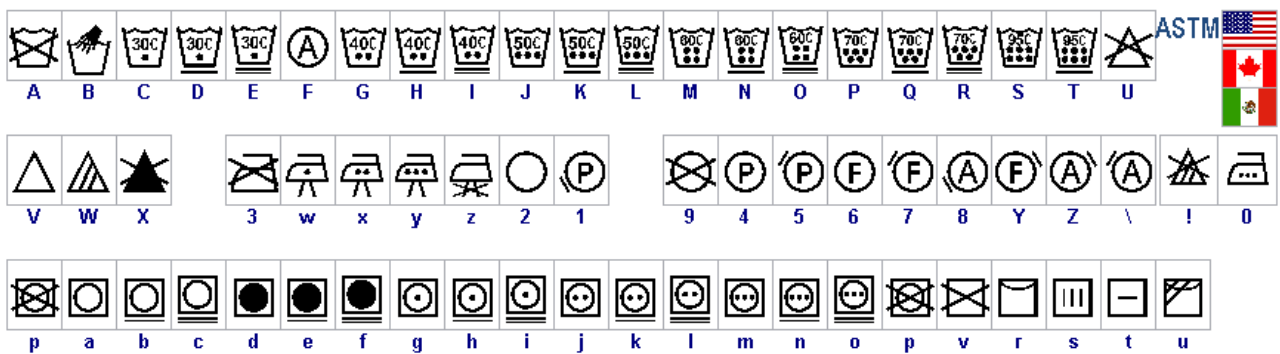 30C 30C 30C A 40C 40C 40C 50C 50C 50C 60C 60C 60C 70C 70C 70C 95C 95C ASTM
A B C D E F G H I J K L M N O P Q R S T U
P P P F F A F A A
V W X 3 w x y z 2 1 9 4 5 6 7 8 Y Z \ ! 0
p a b c d e f g h i j k l m n o p v r s t u